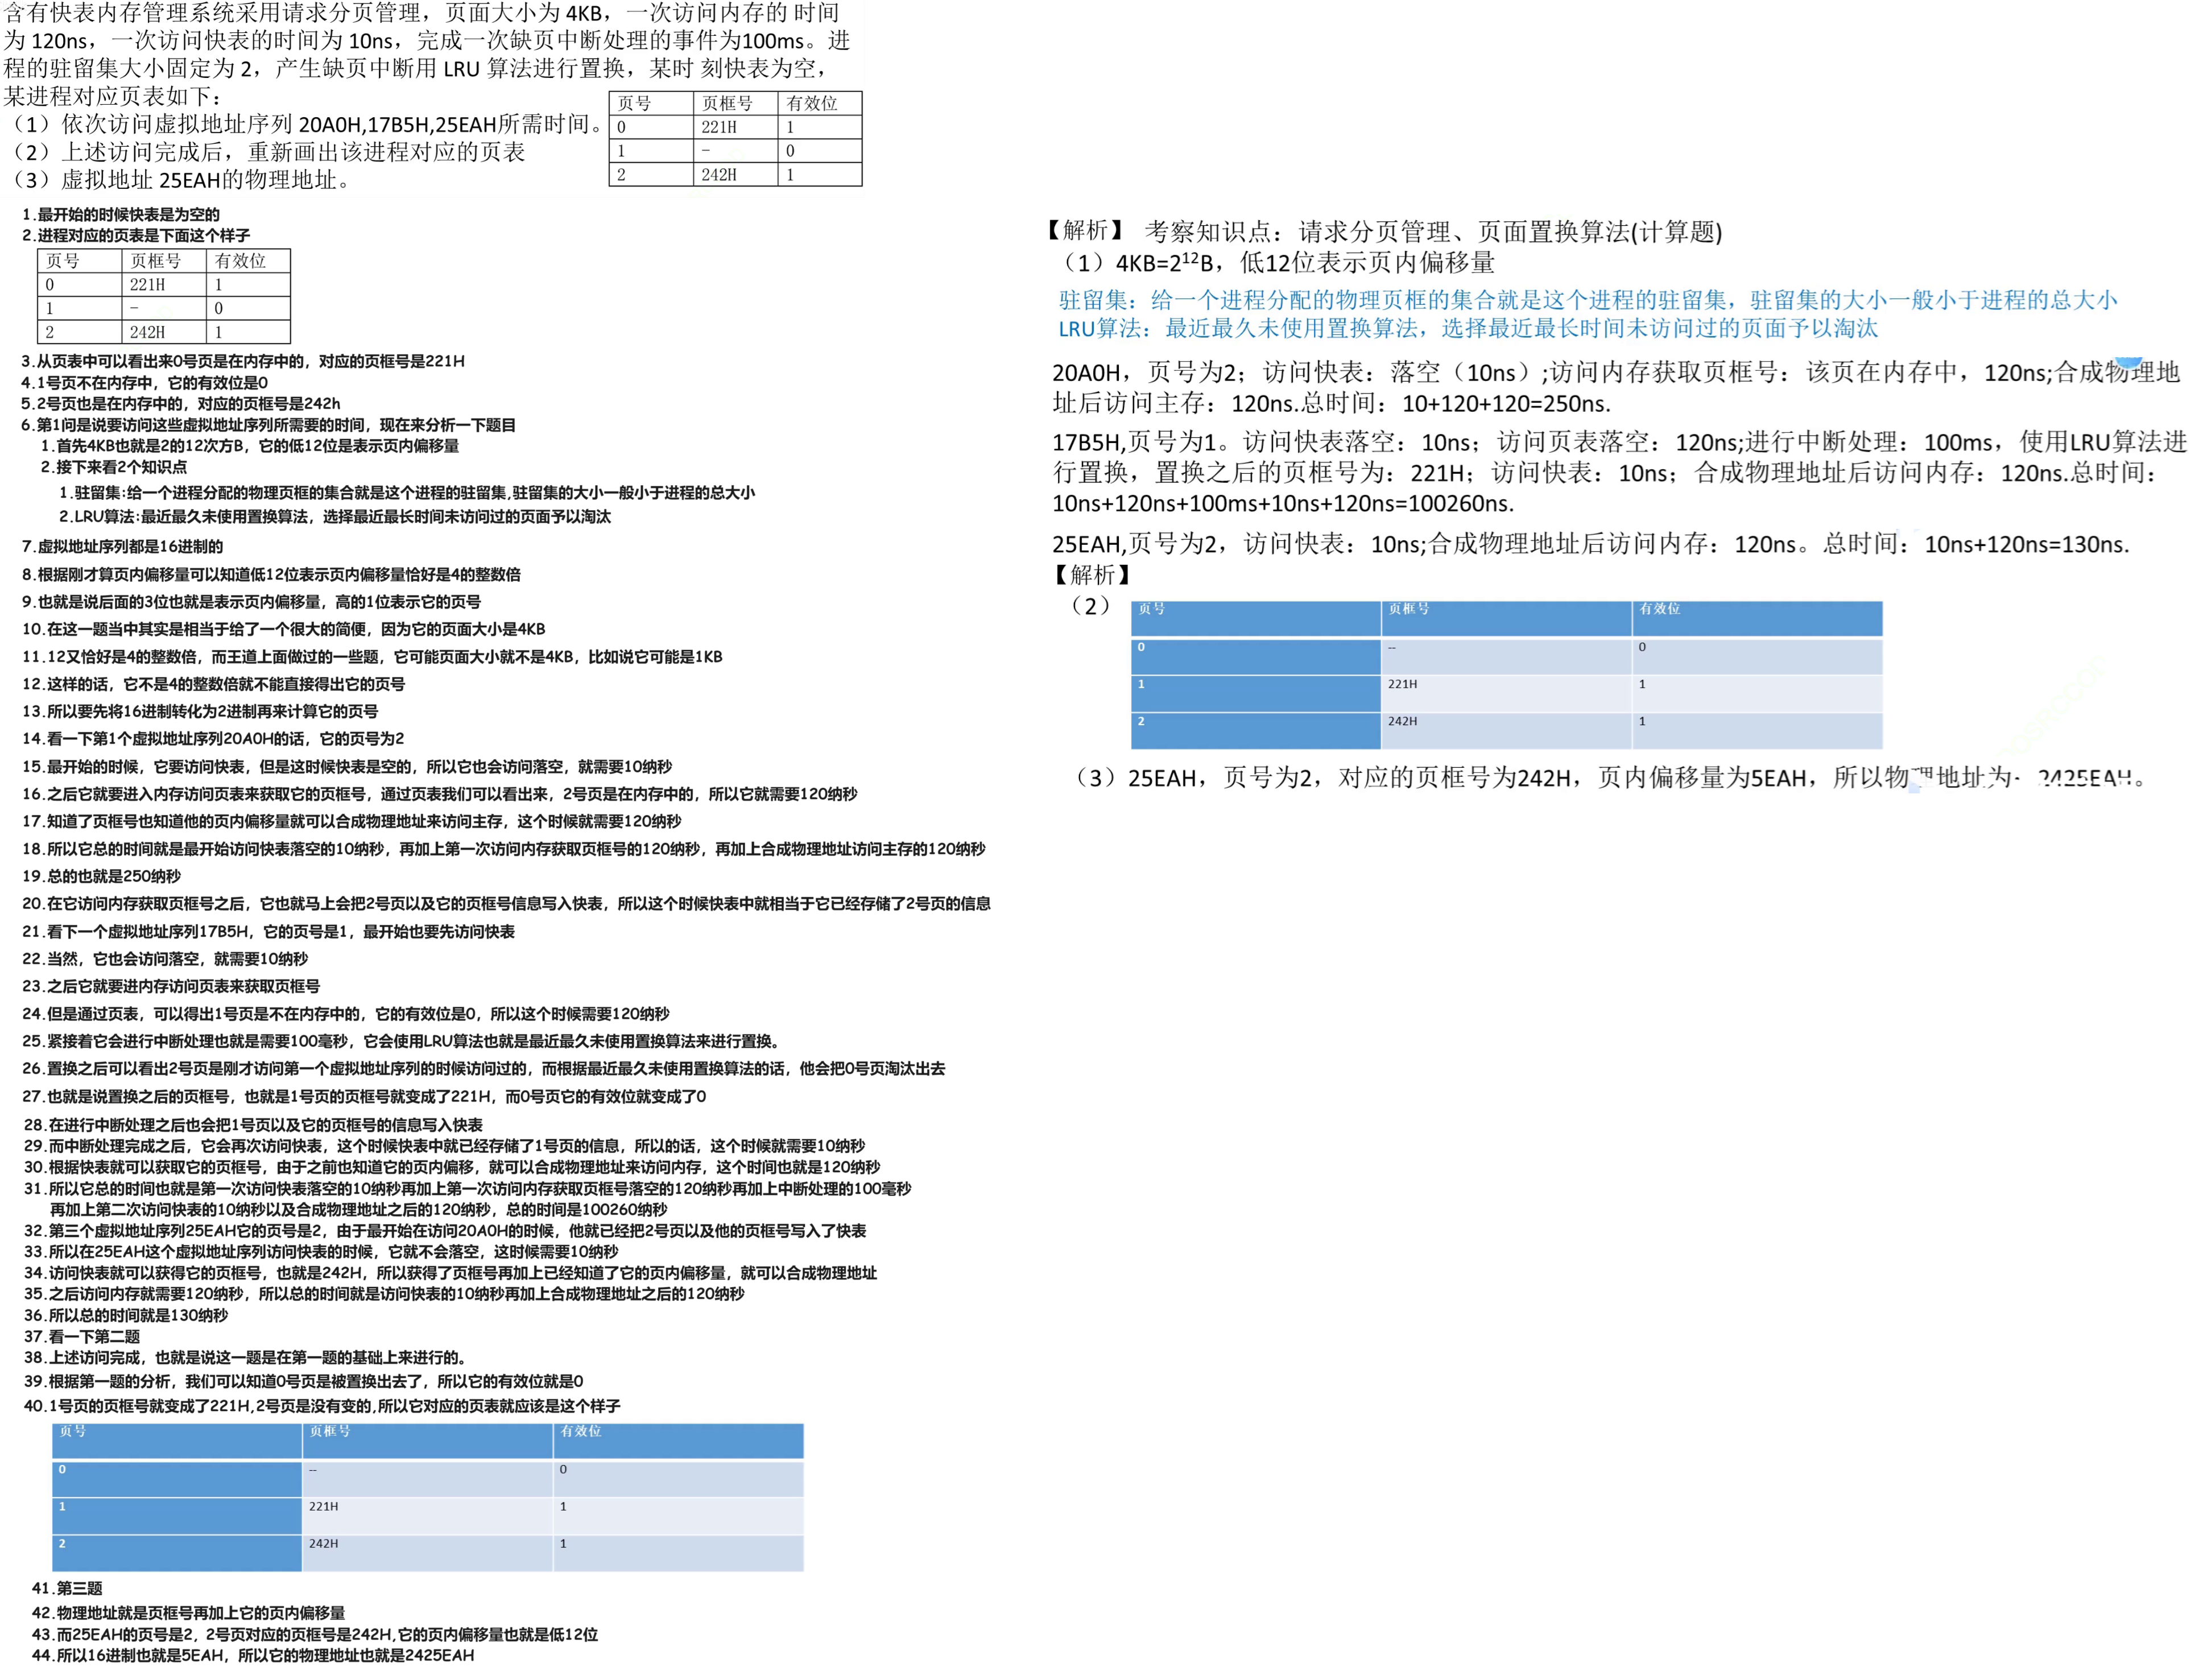 含有快表内存管理系统采用请求分页管理，页面大小为 4KB，一次访问内存的 时间
为 120ns，一次访问快表的时间为 10ns，完成一次缺页中断处理的事件为100ms。进
程的驻留集大小固定为 2，产生缺页中断用 LRU 算法进行置换，某时 刻快表为空，
某进程对应页表如下：
（1）依次访问虚拟地址序列 20A0H,17B5H,25EAH所需时间。
（2）上述访问完成后，重新画出该进程对应的页表
（3）虚拟地址 25EAH的物理地址。
页号 页框号 有效位
0 221H 1
1 – 0
2 242H 1
1.最开始的时候快表是为空的
2.进程对应的页表是下面这个样子
页号 页框号 有效位
0 221H 1
1 – 0
2 242H 1
3.从页表中可以看出来0号页是在内存中的，对应的页框号是221H
4.1号页不在内存中，它的有效位是0
5.2号页也是在内存中的，对应的页框号是242h
6.第1问是说要访问这些虚拟地址序列所需要的时间，现在来分析一下题目
1.首先4KB也就是2的12次方B，它的低12位是表示页内偏移量
2.接下来看2个知识点
1.驻留集:给一个进程分配的物理页框的集合就是这个进程的驻留集,驻留集的大小一般小于进程的总大小
2.LRU算法:最近最久未使用置换算法，选择最近最长时间未访问过的页面予以淘汰
7.虚拟地址序列都是16进制的
8.根据刚才算页内偏移量可以知道低12位表示页内偏移量恰好是4的整数倍
9.也就是说后面的3位也就是表示页内偏移量，高的1位表示它的页号
10.在这一题当中其实是相当于给了一个很大的简便，因为它的页面大小是4KB
11.12又恰好是4的整数倍，而王道上面做过的一些题，它可能页面大小就不是4KB，比如说它可能是1KB
12.这样的话，它不是4的整数倍就不能直接得出它的页号
13.所以要先将16进制转化为2进制再来计算它的页号
14.看一下第1个虚拟地址序列20A0H的话，它的页号为2
15.最开始的时候，它要访问快表，但是这时候快表是空的，所以它也会访问落空，就需要10纳秒
16.之后它就要进入内存访问页表来获取它的页框号，通过页表我们可以看出来，2号页是在内存中的，所以它就需要120纳秒
17.知道了页框号也知道他的页内偏移量就可以合成物理地址来访问主存，这个时候就需要120纳秒
18.所以它总的时间就是最开始访问快表落空的10纳秒，再加上第一次访问内存获取页框号的120纳秒，再加上合成物理地址访问主存的120纳秒
19.总的也就是250纳秒
20.在它访问内存获取页框号之后，它也就马上会把2号页以及它的页框号信息写入快表，所以这个时候快表中就相当于它已经存储了2号页的信息
21.看下一个虚拟地址序列17B5H，它的页号是1，最开始也要先访问快表
22.当然，它也会访问落空，就需要10纳秒
23.之后它就要进内存访问页表来获取页框号
24.但是通过页表，可以得出1号页是不在内存中的，它的有效位是0，所以这个时候需要120纳秒
25.紧接着它会进行中断处理也就是需要100毫秒，它会使用LRU算法也就是最近最久未使用置换算法来进行置换。
26.置换之后可以看出2号页是刚才访问第一个虚拟地址序列的时候访问过的，而根据最近最久未使用置换算法的话，他会把0号页淘汰出去
27.也就是说置换之后的页框号，也就是1号页的页框号就变成了221H，而0号页它的有效位就变成了0
28.在进行中断处理之后也会把1号页以及它的页框号的信息写入快表
29.而中断处理完成之后，它会再次访问快表，这个时候快表中就已经存储了1号页的信息，所以的话，这个时候就需要10纳秒
30.根据快表就可以获取它的页框号，由于之前也知道它的页内偏移，就可以合成物理地址来访问内存，这个时间也就是120纳秒
31.所以它总的时间也就是第一次访问快表落空的10纳秒再加上第一次访问内存获取页框号落空的120纳秒再加上中断处理的100毫秒
再加上第二次访问快表的10纳秒以及合成物理地址之后的120纳秒，总的时间是100260纳秒
32.第三个虚拟地址序列25EAH它的页号是2，由于最开始在访问20A0H的时候，他就已经把2号页以及他的页框号写入了快表
33.所以在25EAH这个虚拟地址序列访问快表的时候，它就不会落空，这时候需要10纳秒
34.访问快表就可以获得它的页框号，也就是242H，所以获得了页框号再加上已经知道了它的页内偏移量，就可以合成物理地址
35.之后访问内存就需要120纳秒，所以总的时间就是访问快表的10纳秒再加上合成物理地址之后的120纳秒
36.所以总的时间就是130纳秒
37.看一下第二题
38.上述访问完成，也就是说这一题是在第一题的基础上来进行的。
39.根据第一题的分析，我们可以知道0号页是被置换出去了，所以它的有效位就是0
40.1号页的页框号就变成了221H,2号页是没有变的,所以它对应的页表就应该是这个样子
页号 页框号 有效位
0 -- 0
1 221H 1
2 242H 1
41.第三题
42.物理地址就是页框号再加上它的页内偏移量
43.而25EAH的页号是2，2号页对应的页框号是242H,它的页内偏移量也就是低12位
44.所以16进制也就是5EAH，所以它的物理地址也就是2425EAH
【解析】 考察知识点：请求分页管理、页面置换算法(计算题)
（1）4KB=2¹²B，低12位表示页内偏移量
驻留集：给一个进程分配的物理页框的集合就是这个进程的驻留集，驻留集的大小一般小于进程的总大小
LRU算法：最近最久未使用置换算法，选择最近最长时间未访问过的页面予以淘汰
20A0H，页号为2；访问快表：落空（10ns）;访问内存获取页框号：该页在内存中，120ns;合成物理地
址后访问主存：120ns.总时间：10+120+120=250ns.
17B5H,页号为1。访问快表落空：10ns；访问页表落空：120ns;进行中断处理：100ms，使用LRU算法进
行置换，置换之后的页框号为：221H；访问快表：10ns；合成物理地址后访问内存：120ns.总时间：
10ns+120ns+100ms+10ns+120ns=100260ns.
25EAH,页号为2，访问快表：10ns;合成物理地址后访问内存：120ns。总时间：10ns+120ns=130ns.
【解析】
（2）
页号 页框号 有效位
0 -- 0
1 221H 1
2 242H 1
（3）25EAH，页号为2，对应的页框号为242H，页内偏移量为5EAH，所以物理地址为： 2425EAH。